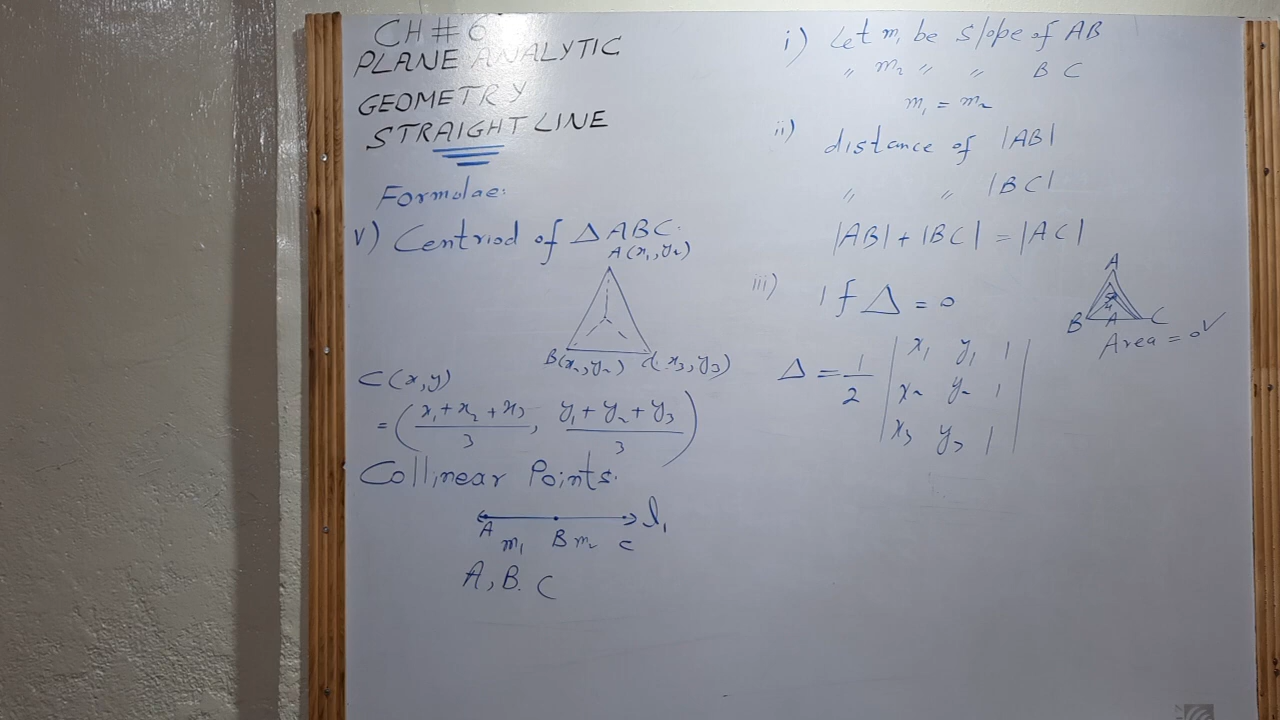 CH # 6
PLANE ANALYTIC
GEOMETRY
STRAIGHT LINE
Formulae:
v) Centriod of △ ABC.
A(x₁, y₂)
B(x₂, y₂) C(x₃, y₃)
C(x, y)
= ( x₁ + x₂ + x₃ / 3 , y₁ + y₂ + y₃ / 3 )
Collinear Points.
A B C l₁
m₁ m₂
A, B. C
i) Let m₁ be slope of AB
〃 m₂ 〃 〃 BC
m₁ = m₂
ii) distance of |AB|
〃 〃 |BC|
|AB| + |BC| = |AC|
iii) If △ = 0
A
B A C
Area = 0 ✓
△ = 1/2 | x₁ y₁ 1 |
| x₂ y₂ 1 |
| x₃ y₃ 1 |